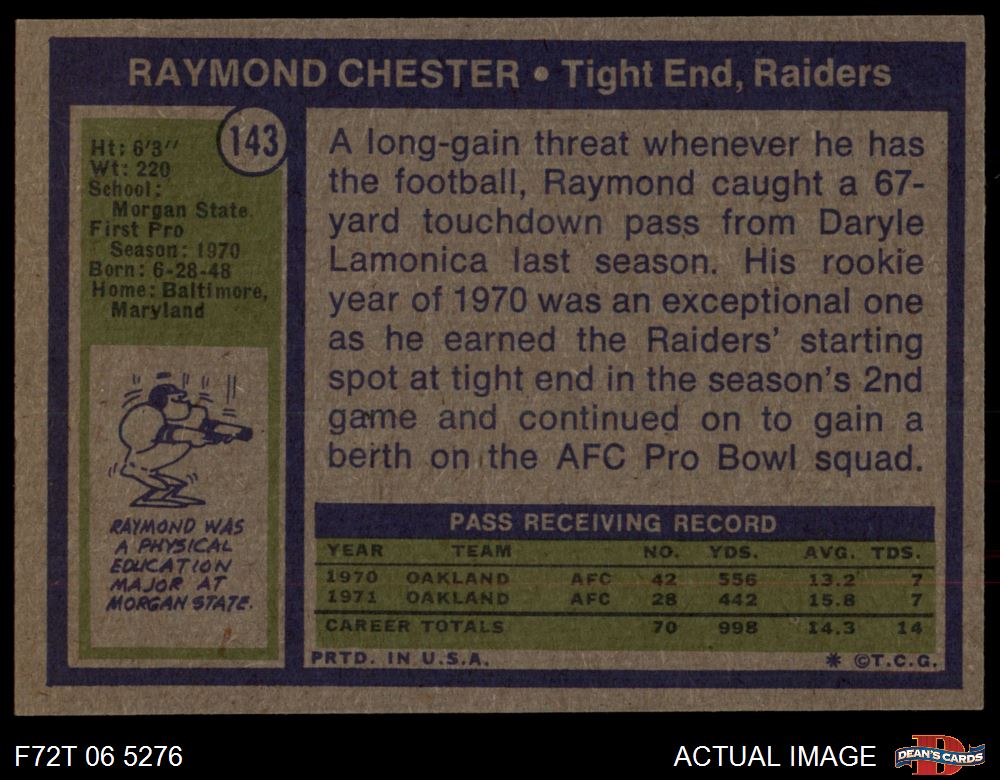 RAYMOND CHESTER • Tight End, Raiders
143
Ht: 6'3''
Wt: 220
School:
Morgan State.
First Pro
Season: 1970
Born: 6-28-48
Home: Baltimore,
Maryland
RAYMOND WAS
A PHYSICAL
EDUCATION
MAJOR AT
MORGAN STATE.
A long-gain threat whenever he has
the football, Raymond caught a 67-
yard touchdown pass from Daryle
Lamonica last season. His rookie
year of 1970 was an exceptional one
as he earned the Raiders' starting
spot at tight end in the season's 2nd
game and continued on to gain a
berth on the AFC Pro Bowl squad.
PASS RECEIVING RECORD
YEAR TEAM NO. YDS. AVG. TDS.
1970 OAKLAND AFC 42 556 13.2 7
1971 OAKLAND AFC 28 442 15.8 7
CAREER TOTALS 70 998 14.3 14
PRTD. IN U.S.A. * ©T.C.G.
F72T 06 5276 ACTUAL IMAGE DEAN'S CARDS